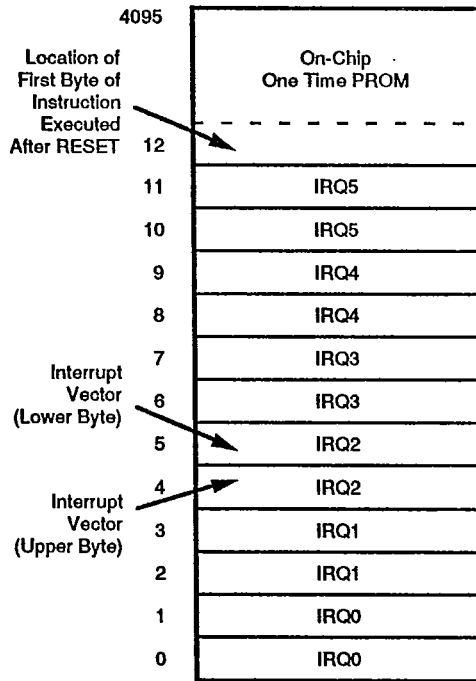 4095
Location of
First Byte of
Instruction
Executed
After RESET
On-Chip
One Time PROM
12
11 IRQ5
10 IRQ5
9 IRQ4
8 IRQ4
7 IRQ3
Interrupt
Vector
(Lower Byte)
6 IRQ3
5 IRQ2
Interrupt
Vector
(Upper Byte)
4 IRQ2
3 IRQ1
2 IRQ1
1 IRQ0
0 IRQ0